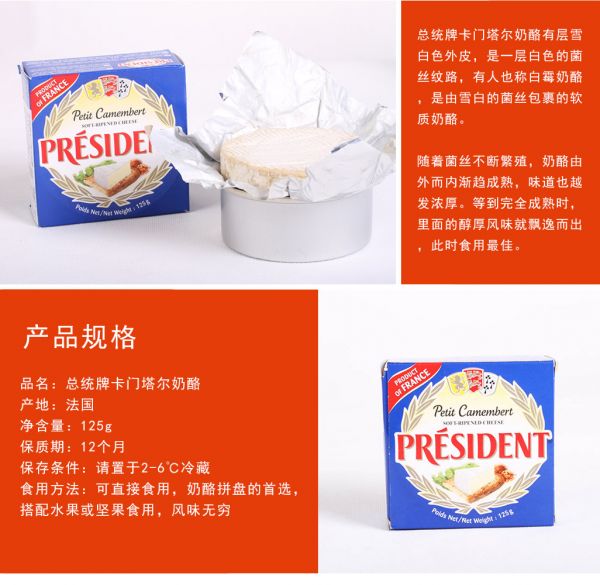 PRODUCT
OF FRANCE
Petit Camembert
SOFT-RIPENED CHEESE
PRÉSIDEN
Poids Net/Net Weight: 125g
总统牌卡门塔尔奶酪有层雪
白色外皮，是一层白色的菌
丝纹路，有人也称白霉奶酪
，是由雪白的菌丝包裹的软
质奶酪。
随着菌丝不断繁殖，奶酪由
外而内渐趋成熟，味道也越
发浓厚。等到完全成熟时，
里面的醇厚风味就飘逸而出
，此时食用最佳。
产品规格
品名：总统牌卡门塔尔奶酪
产地：法国
净含量：125g
保质期：12个月
保存条件：请置于2-6℃冷藏
食用方法：可直接食用，奶酪拼盘的首选，
搭配水果或坚果食用，风味无穷
PRODUCT
OF FRANCE
Petit Camembert
SOFT-RIPENED CHEESE
PRÉSIDENT
Poids Net/Net Weight: 125g